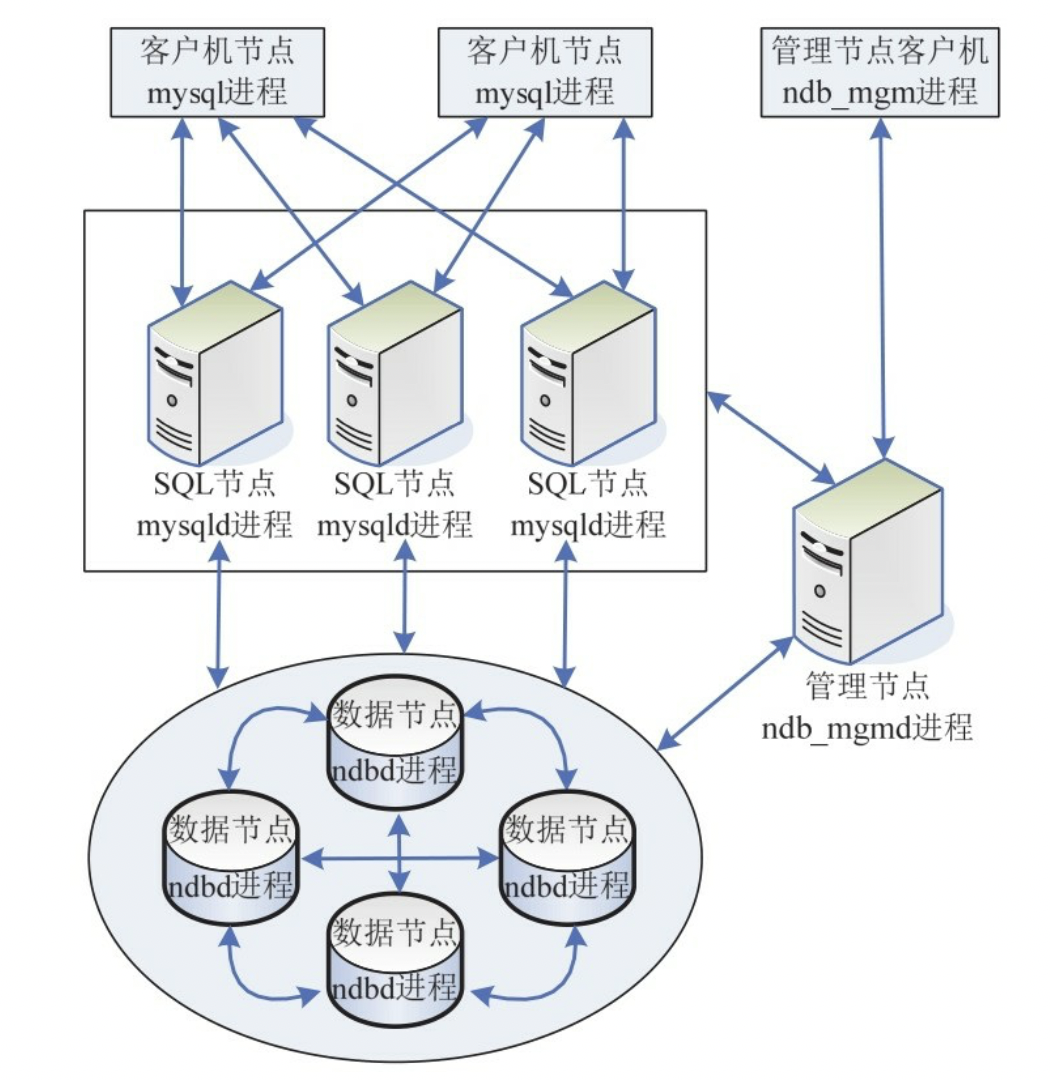 客户机节点
mysql进程
客户机节点
mysql进程
管理节点客户机
ndb_mgm进程
SQL节点
mysqld进程
SQL节点
mysqld进程
SQL节点
mysqld进程
管理节点
ndb_mgmd进程
数据节点
ndbd进程
数据节点
ndbd进程
数据节点
ndbd进程
数据节点
ndbd进程